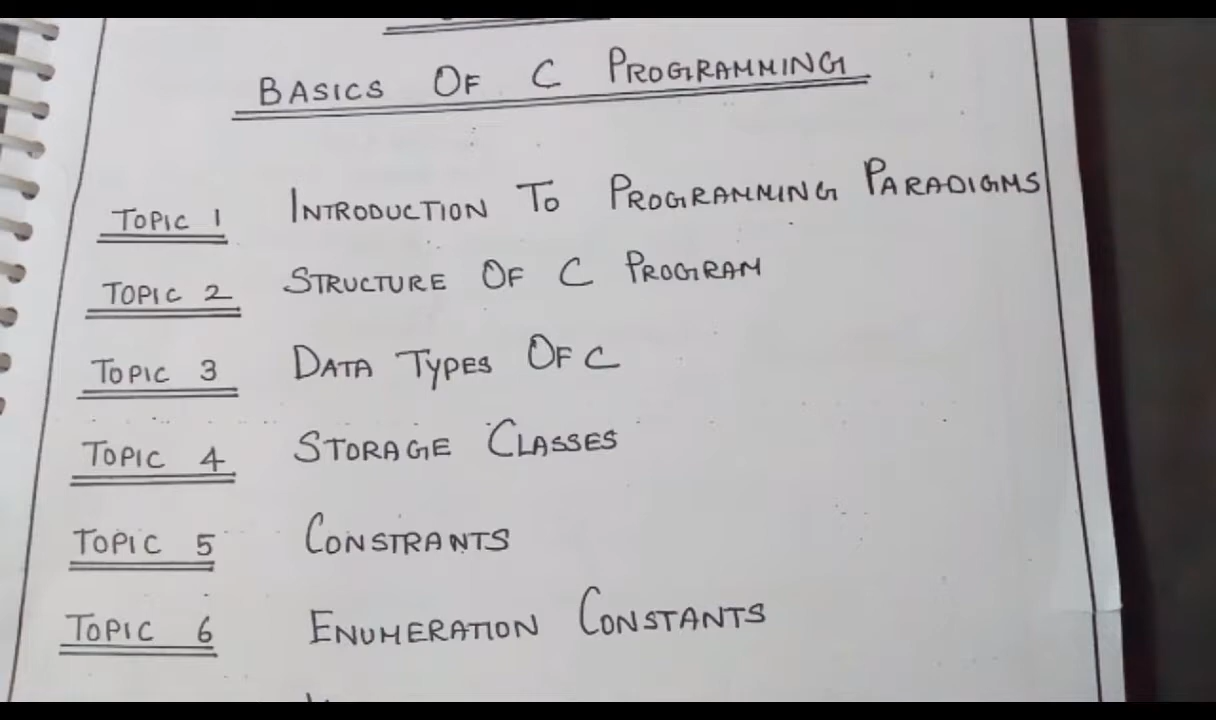 BASICS OF C PROGRAMMING
TOPIC 1 INTRODUCTION TO PROGRAMMING PARADIGMS
TOPIC 2 STRUCTURE OF C PROGRAM
TOPIC 3 DATA TYPES OF C
TOPIC 4 STORAGE CLASSES
TOPIC 5 CONSTRANTS
TOPIC 6 ENUMERATION CONSTANTS